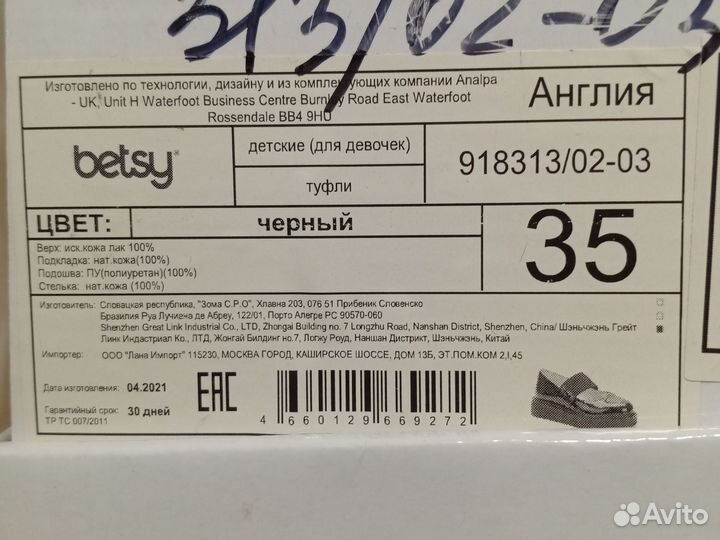 313/02-03
Изготовлено по технологии, дизайну и из комплектующих компании Analpa
- UK, Unit H Waterfoot Business Centre Burnley Road East Waterfoot
Rossendale BB4 9HU
Англия
betsy
детские (для девочек)
туфли
918313/02-03
ЦВЕТ:
черный
35
Верх: иск.кожа лак 100%
Подкладка: нат.кожа(100%)
Подошва: ПУ(полиуретан)(100%)
Стелька: нат.кожа (100%)
Изготовитель: Словацкая республика, "Зома С.Р.О", Хлавна 203, 076 51 Прибеник Словенско
Бразилия Руа Лучиена де Абреу, 122/01, Порто Алегре РС 90570-060
Shenzhen Great Link Industrial Co., LTD, Zhongai Building no. 7 Longzhu Road, Nanshan District, Shenzhen, China/ Шэньчжэнь Грейт
Линк Индастриал Ко., ЛТД, Жонгай Билдинг но.7, Логжу Роуд, Наншан Дистрикт, Шэньчжэнь, Китай
Импортер: ООО "Лана Импорт" 115230, МОСКВА ГОРОД, КАШИРСКОЕ ШОССЕ, ДОМ 13Б, ЭТ.ПОМ.КОМ 2,I,45
Дата изготовления: 04.2021
Гарантийный срок: 30 дней
ТР ТС 007/2011
EAC
4 660129 669272
Avito